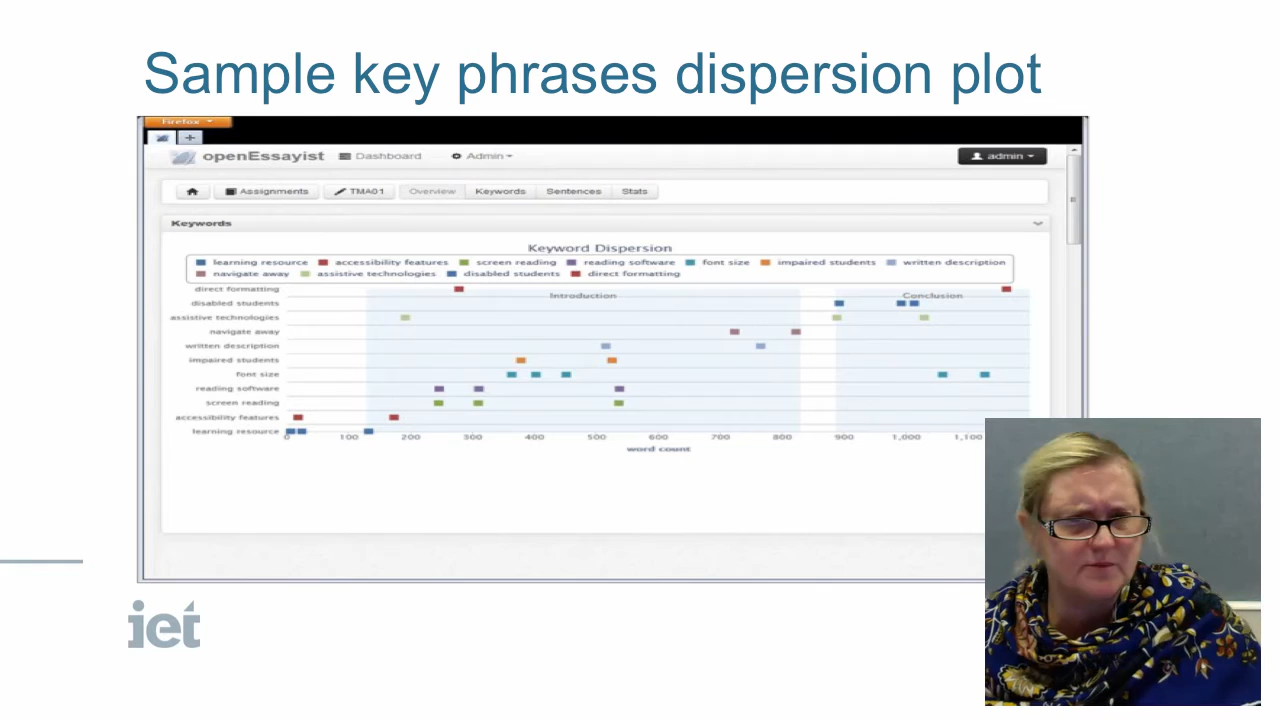 Sample key phrases dispersion plot
Firefox
openEssayist Dashboard Admin admin
Assignments TMA01 Overview Keywords Sentences Stats
Keywords
Keyword Dispersion
learning resource accessibility features screen reading reading software font size impaired students written description
navigate away assistive technologies disabled students direct formatting
direct formatting
Introduction Conclusion
disabled students
assistive technologies
navigate away
written description
impaired students
font size
reading software
screen reading
accessibility features
learning resource
0 100 200 300 400 500 600 700 800 900 1,000 1,100
word count
iet